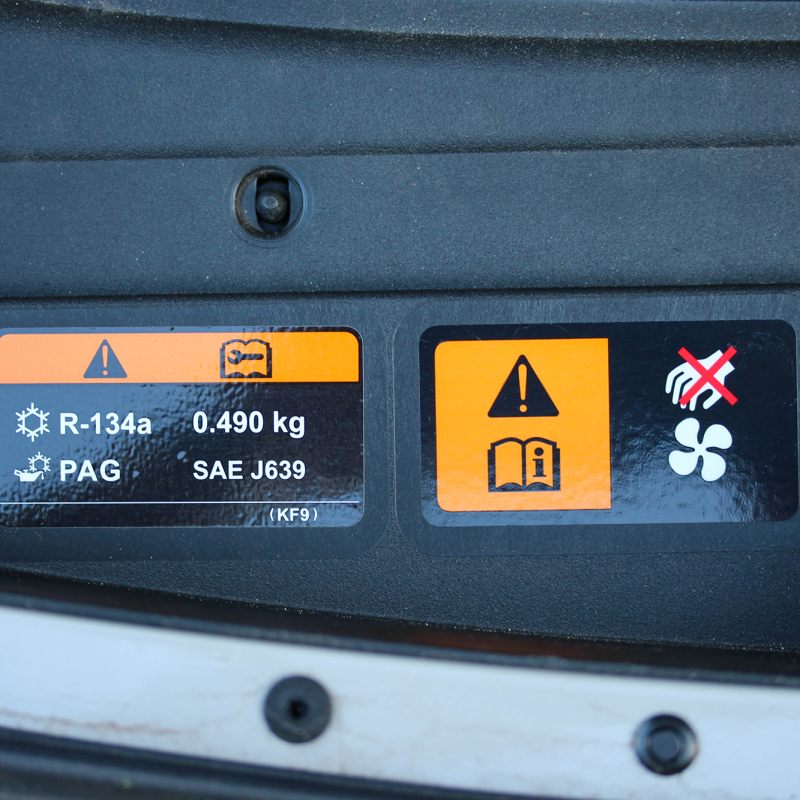 R-134a 0.490 kg
PAG SAE J639
(KF9)